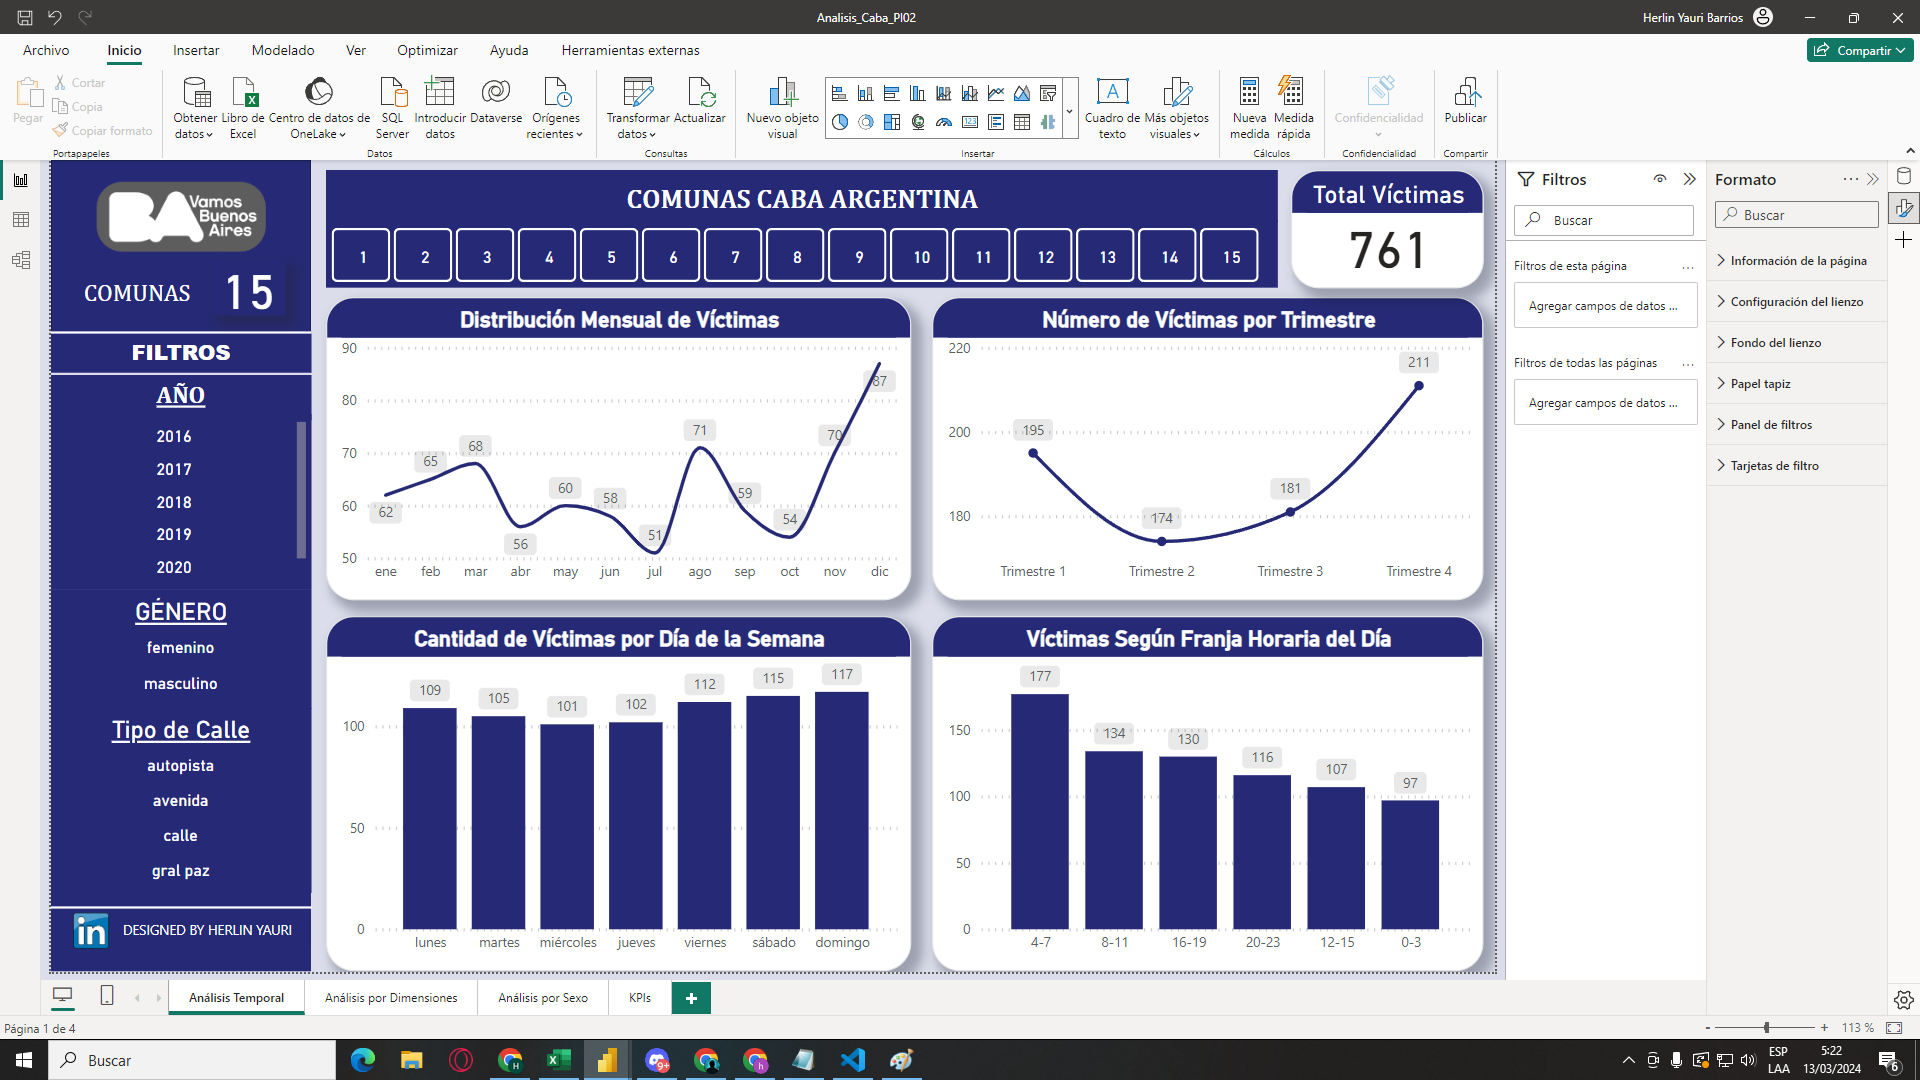 Analisis_Caba_PI02
Herlin Yauri Barrios
Archivo Inicio Insertar Modelado Ver Optimizar Ayuda Herramientas externas
Compartir
Pegar
Cortar
Copia
Copiar formato
Portapapeles
Obtener datos
Libro de Excel
Centro de datos de OneLake
SQL Server
Introducir datos
Dataverse
Orígenes recientes
Datos
Transformar datos
Actualizar
Consultas
Nuevo objeto visual
Cuadro de texto
Más objetos visuales
Insertar
Nueva medida
Medida rápida
Cálculos
Confidencialidad
Confidencialidad
Publicar
Compartir
BA
Vamos
Buenos
Aires
COMUNAS 15
FILTROS
AÑO
2016
2017
2018
2019
2020
GÉNERO
femenino
masculino
Tipo de Calle
autopista
avenida
calle
gral paz
in DESIGNED BY HERLIN YAURI
COMUNAS CABA ARGENTINA
1 2 3 4 5 6 7 8 9 10 11 12 13 14 15
Total Víctimas
761
Distribución Mensual de Víctimas
90
80
70
60
50
62 65 68 56 60 58 51 71 59 54 70 87
ene feb mar abr may jun jul ago sep oct nov dic
Número de Víctimas por Trimestre
220
200
180
195 174 181 211
Trimestre 1 Trimestre 2 Trimestre 3 Trimestre 4
Cantidad de Víctimas por Día de la Semana
100
50
0
109 105 101 102 112 115 117
lunes martes miércoles jueves viernes sábado domingo
Víctimas Según Franja Horaria del Día
150
100
50
0
177 134 130 116 107 97
4-7 8-11 16-19 20-23 12-15 0-3
Filtros
Buscar
Filtros de esta página ...
Agregar campos de datos ...
Filtros de todas las páginas ...
Agregar campos de datos ...
Formato ...
Buscar
Información de la página
Configuración del lienzo
Fondo del lienzo
Papel tapiz
Panel de filtros
Tarjetas de filtro
Análisis Temporal Análisis por Dimensiones Análisis por Sexo KPIs +
Página 1 de 4
- + 113 %
Buscar
ESP
LAA
5:22
13/03/2024
6